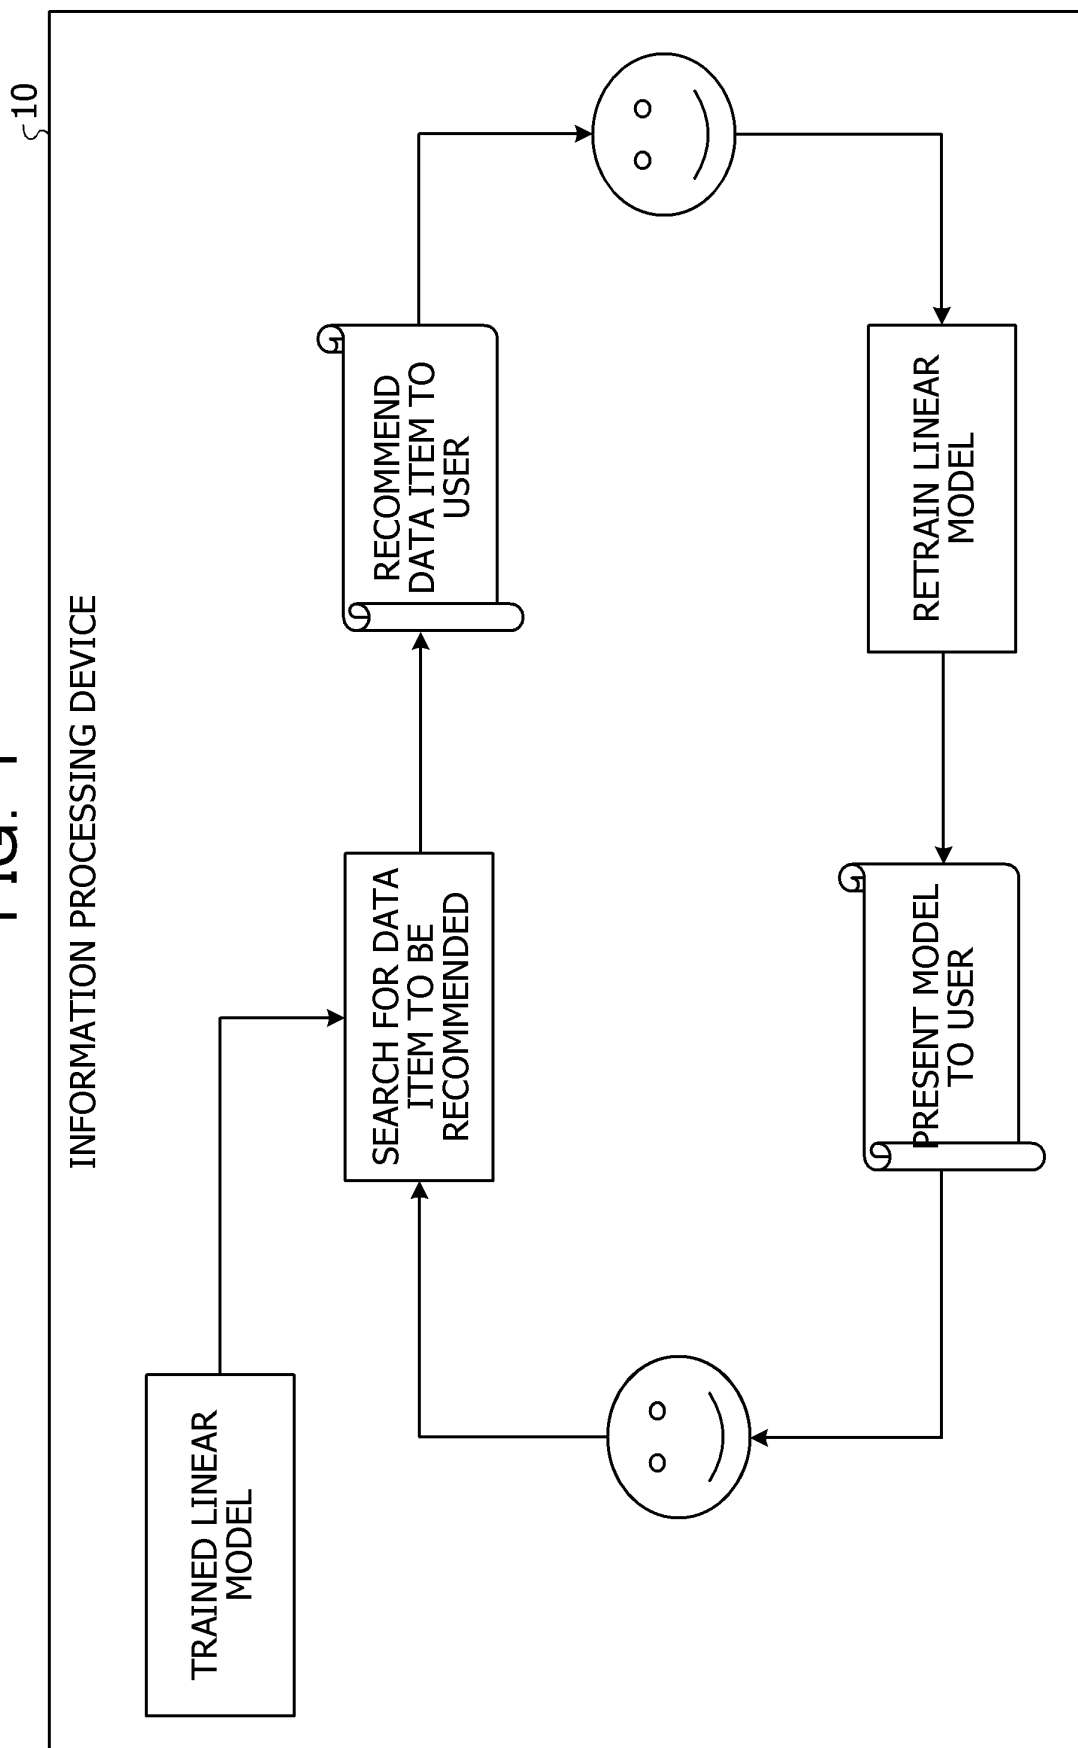 FIG. 1
10
INFORMATION PROCESSING DEVICE
TRAINED LINEAR
MODEL
SEARCH FOR DATA
ITEM TO BE
RECOMMENDED
RECOMMEND
DATA ITEM TO
USER
RETRAIN LINEAR
MODEL
PRESENT MODEL
TO USER